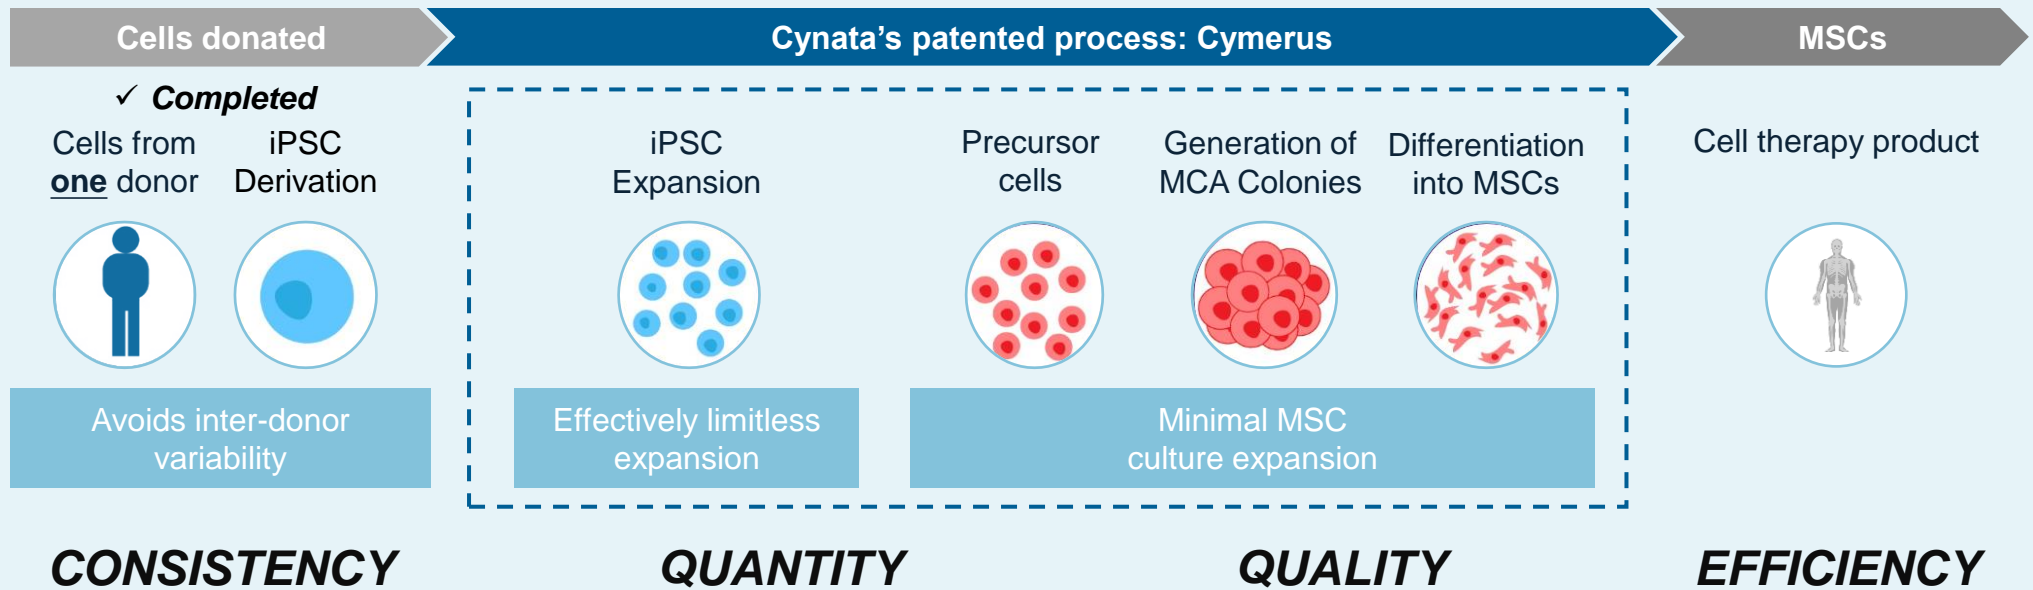 Cells donated
Cynata’s patented process: Cymerus
MSCs
✓ Completed
Cells from
one donor
iPSC
Derivation
iPSC
Expansion
Precursor
cells
Generation of
MCA Colonies
Differentiation
into MSCs
Cell therapy product
Avoids inter-donor
variability
Effectively limitless
expansion
Minimal MSC
culture expansion
CONSISTENCY
QUANTITY
QUALITY
EFFICIENCY